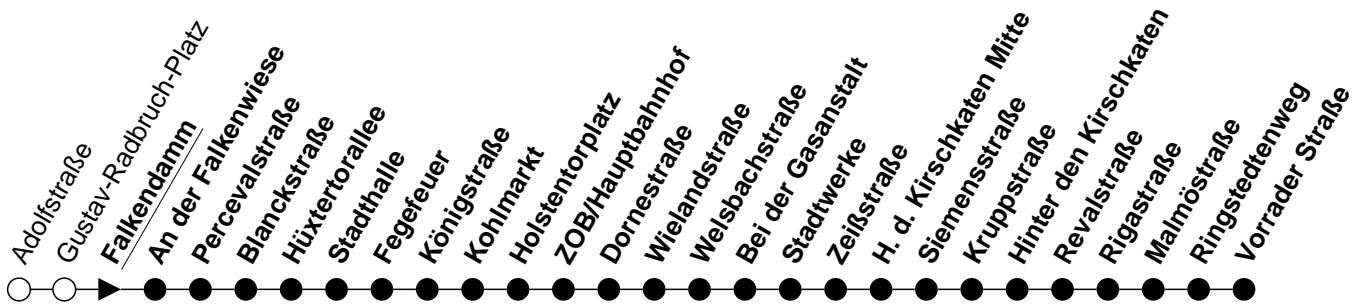 Adolfstraße
Gustav-Radbruch-Platz
Falkendamm
An der Falkenwiese
Percevalstraße
Blanckstraße
Hüxtertorallee
Stadthalle
Fegefeuer
Königstraße
Kohlmarkt
Holstentorplatz
ZOB/Hauptbahnhof
Dornestraße
Wielandstraße
Welsbachstraße
Bei der Gasanstalt
Stadtwerke
Zeißstraße
H. d. Kirschkaten Mitte
Siemensstraße
Kruppstraße
Hinter den Kirschkaten
Revalstraße
Rigastraße
Malmöstraße
Ringstedtenweg
Vorrader Straße